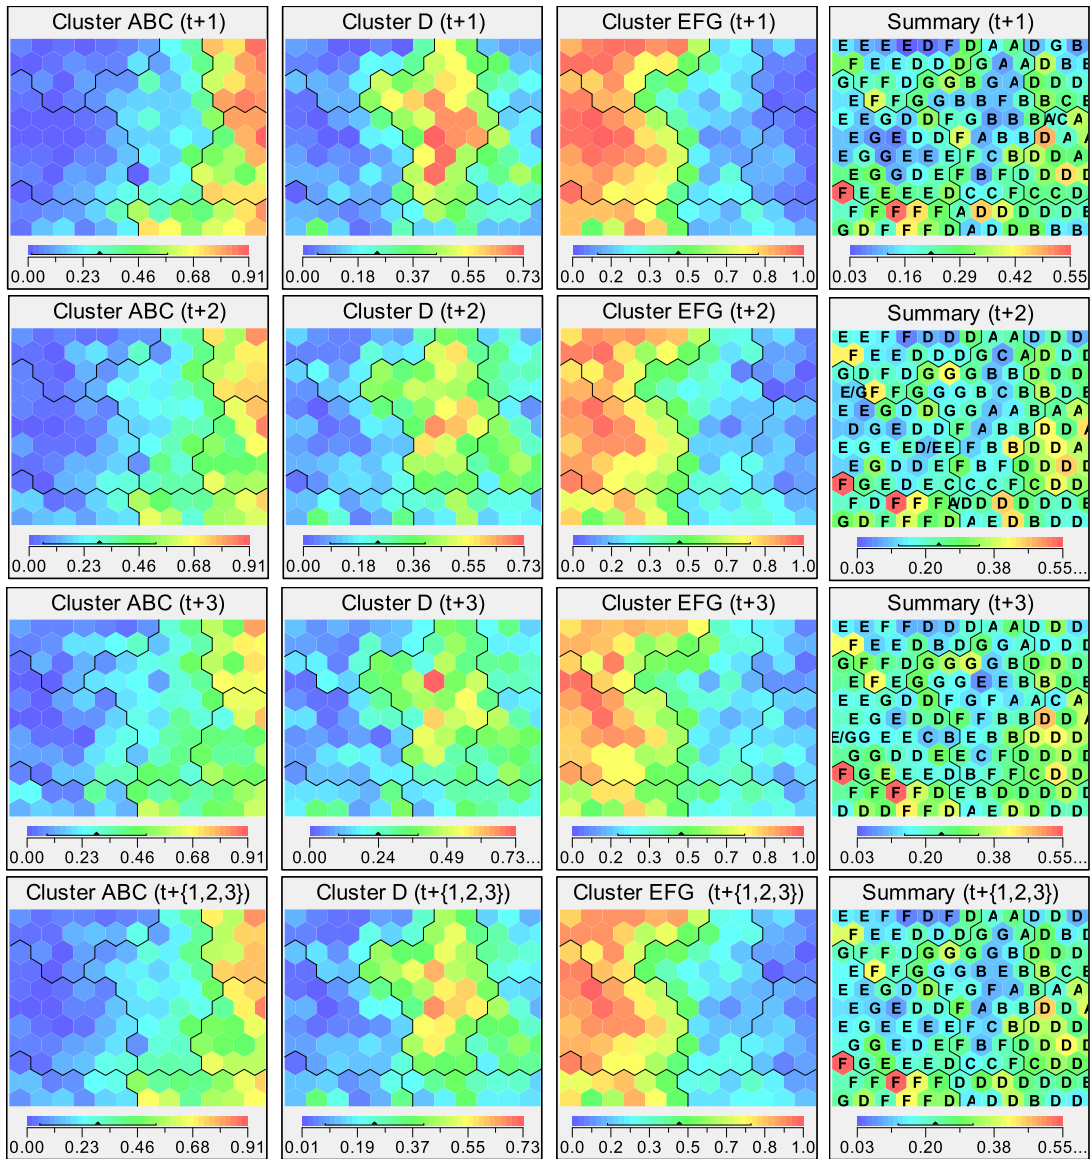 Cluster ABC (t+1)
Cluster D (t+1)
Cluster EFG (t+1)
Summary (t+1)
E E E E D F D A A D G B
F E E D D D G A A D B E
G F F D G G B G A D D D
E F F G G B B F B B C E
E E G D D F G B B B A/C A
E G E D D F A B B D A A
E G G E E E F C B D D A
E G G D E F B F D D D D
F E E E E D C C F C C D
F F F F F A D D D D D E
G D F F F D A D D B B B
0.00 0.23 0.46 0.68 0.91
0.00 0.18 0.37 0.55 0.73
0.0 0.2 0.3 0.5 0.7 0.8 1.0
0.03 0.16 0.29 0.42 0.55
Cluster ABC (t+2)
Cluster D (t+2)
Cluster EFG (t+2)
Summary (t+2)
E E F F D D D A A D D D
F E E D D D G C A D D D
G D F D G G G B B D D D
E/G F F G G G B C B B D E
E E G D D G G A A B A A
D G E D D F A B B D D A
E G E E D/E E F B B D D A
E G D D E F B F D D D D
F G E D E C C C F C D D
F D F F F A/D D D D D D D
G D F F F D A E D B D D
0.00 0.23 0.46 0.68 0.91
0.00 0.18 0.37 0.55 0.73
0.0 0.2 0.3 0.5 0.7 0.8 1.0
0.03 0.20 0.38 0.55...
Cluster ABC (t+3)
Cluster D (t+3)
Cluster EFG (t+3)
Summary (t+3)
E E F F D D D A A D D D
F E E D B D G G A D D D
G F F D G G G G B D D D
E F E G G G E E B B D E
E E G D D F G F A A C A
E G E D D F F B B D D A
E/G G E E C B E B B D D D
G G D D E E C F D D D D
F G E E E D B F F C D D
F F F F D E B D D D D D
D D D F F D A E D D D D
0.00 0.23 0.46 0.68 0.91
0.00 0.24 0.49 0.73...
0.0 0.2 0.3 0.5 0.7 0.8 1.0
0.03 0.20 0.38 0.55...
Cluster ABC (t+{1,2,3})
Cluster D (t+{1,2,3})
Cluster EFG (t+{1,2,3})
Summary (t+{1,2,3})
E E F F D F D A A D D D
F E E D D D G G A D B D
G F F D G G G G B D D D
E F F G G G B E B B C E
E E G D D F G F A B A A
E G E D D F A B B D D A
E G E E E E F C B D D D
G G E D E F B F D D D D
F G E E E D C C F C D D
F F F F F D D D D D D D
G D F F F D A D D B D D
0.00 0.23 0.46 0.68 0.91
0.01 0.19 0.37 0.55 0.73
0.0 0.2 0.3 0.5 0.7 0.8 1.0
0.03 0.20 0.38 0.55...